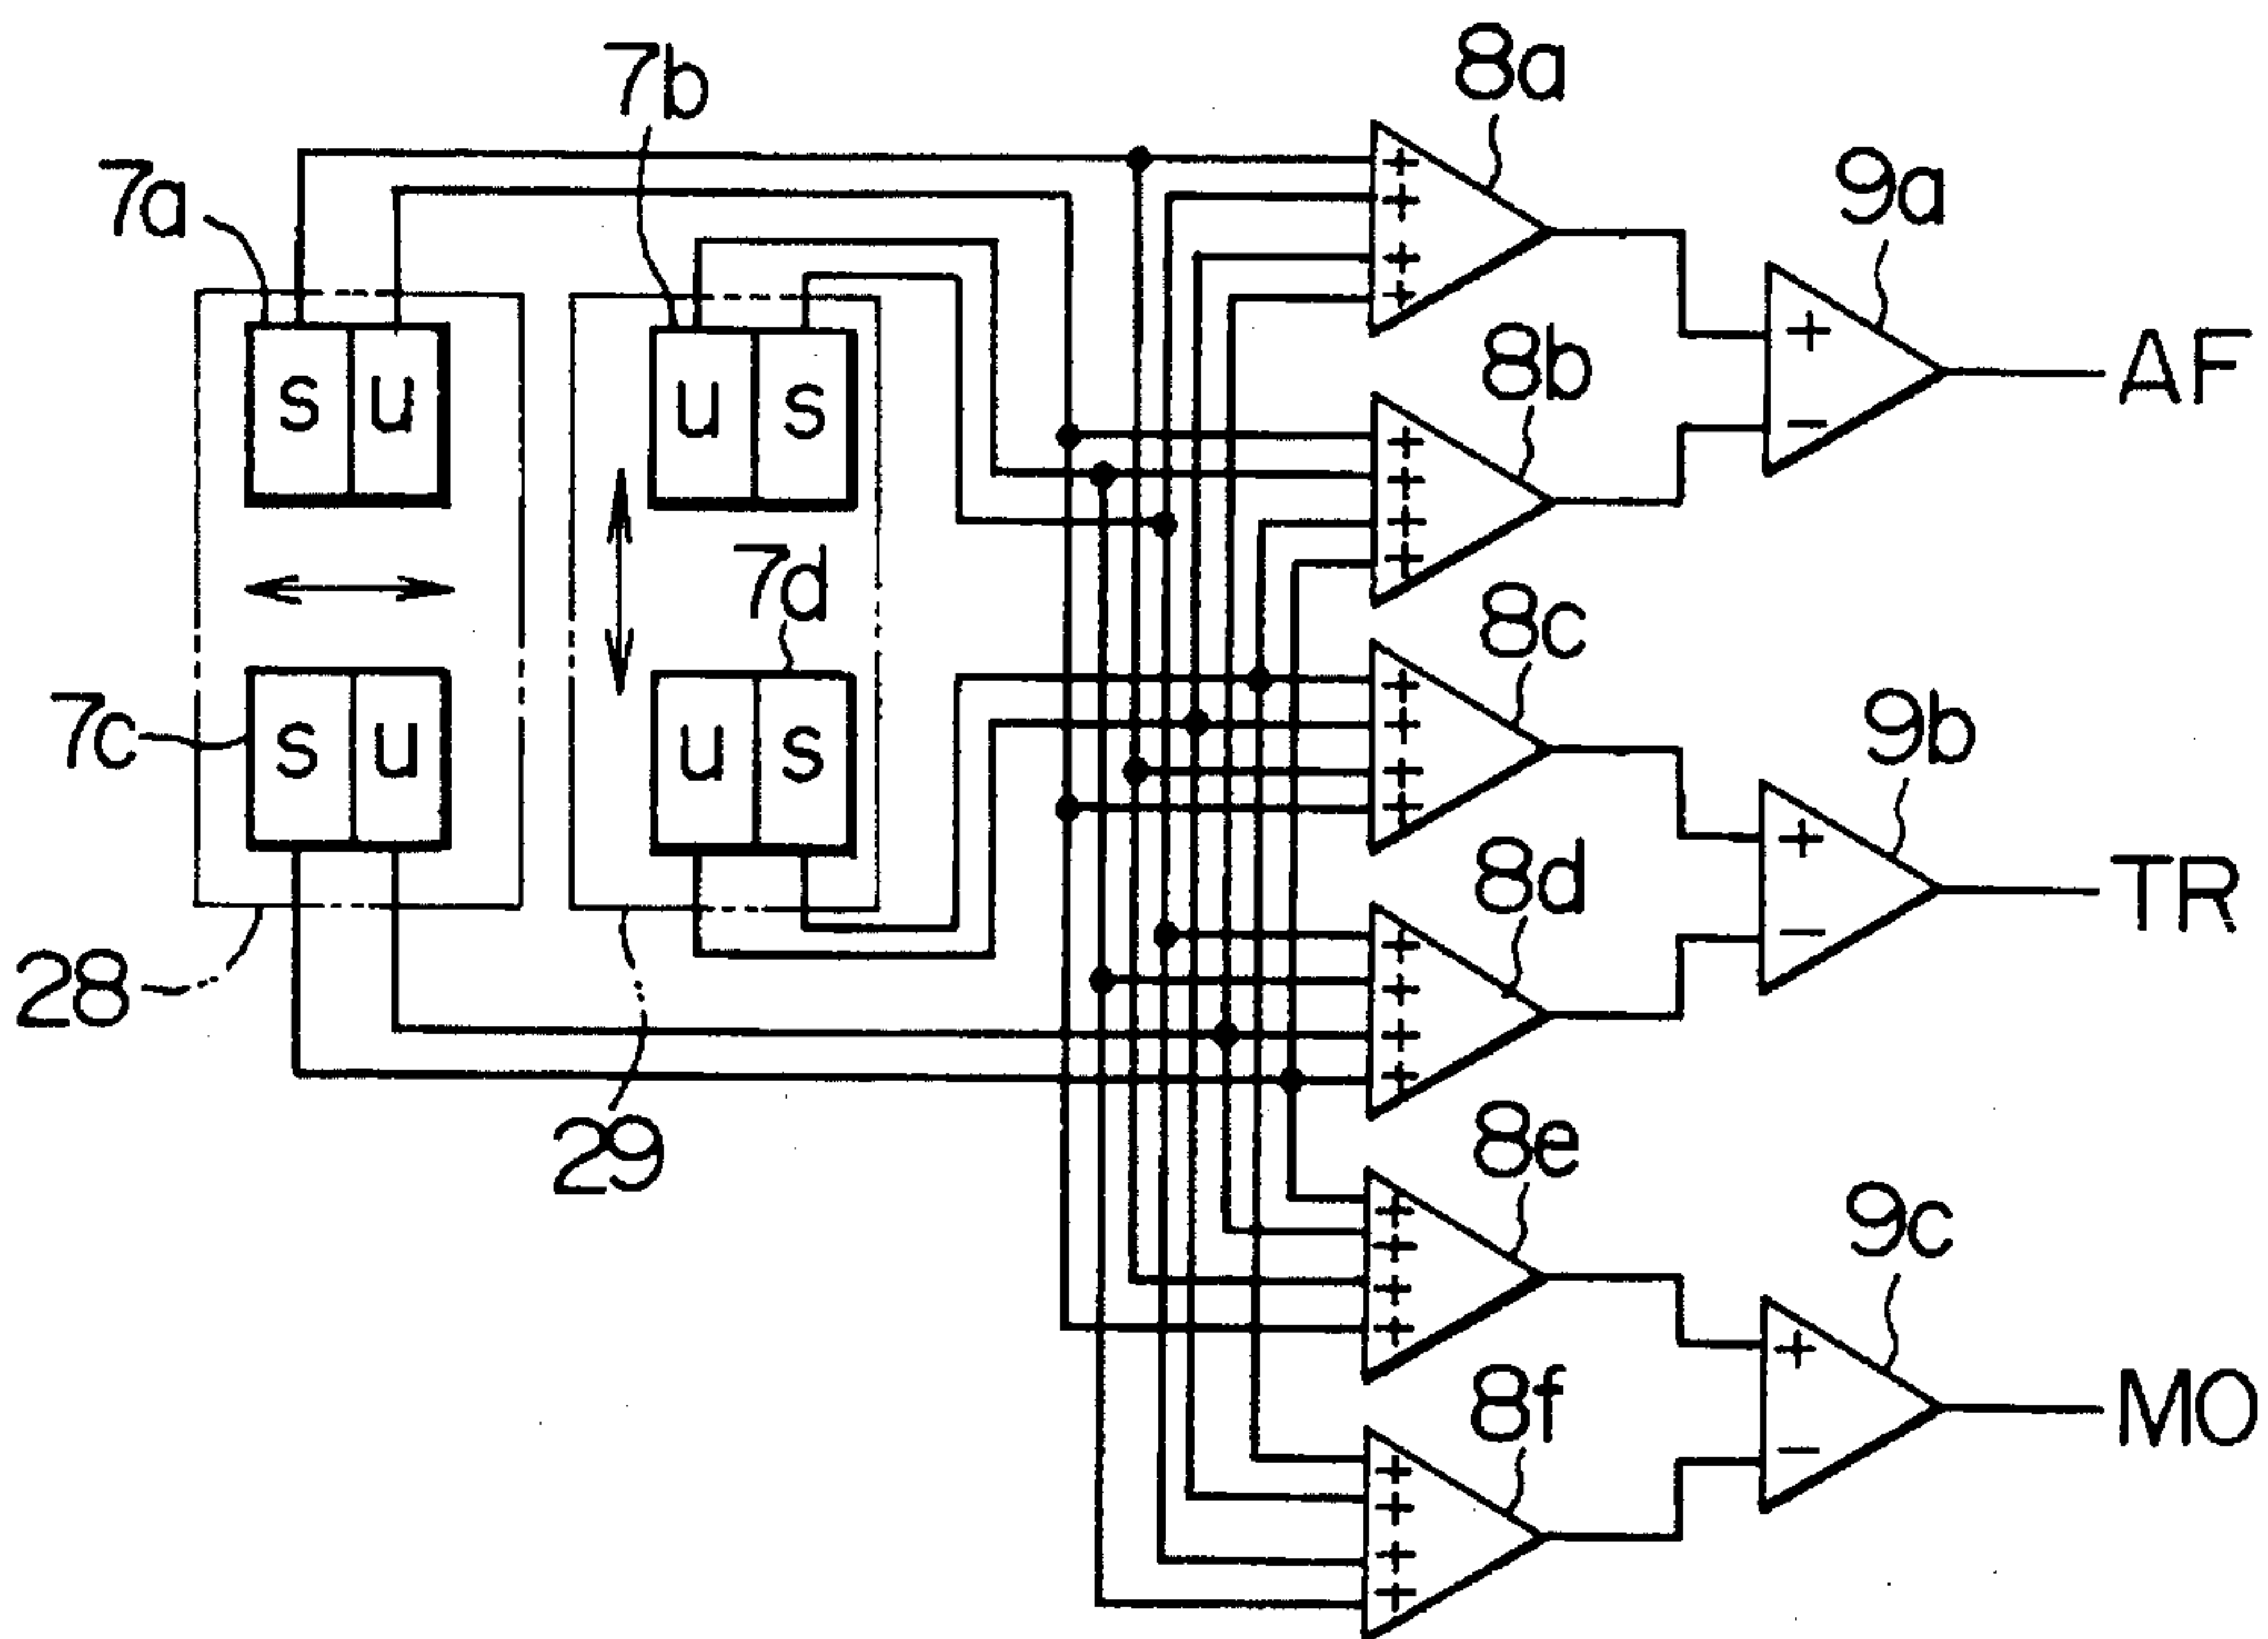 7b
8a
7a
9a
+
+
+
+
8b
+
−
AF
s u
u s
+
+
+
+
7d
8c
+
+
+
+
7c
s u
u s
9b
8d
+
−
TR
28
+
+
+
+
29
8e
9c
+
+
+
+
+
−
MO
8f
+
+
+
+